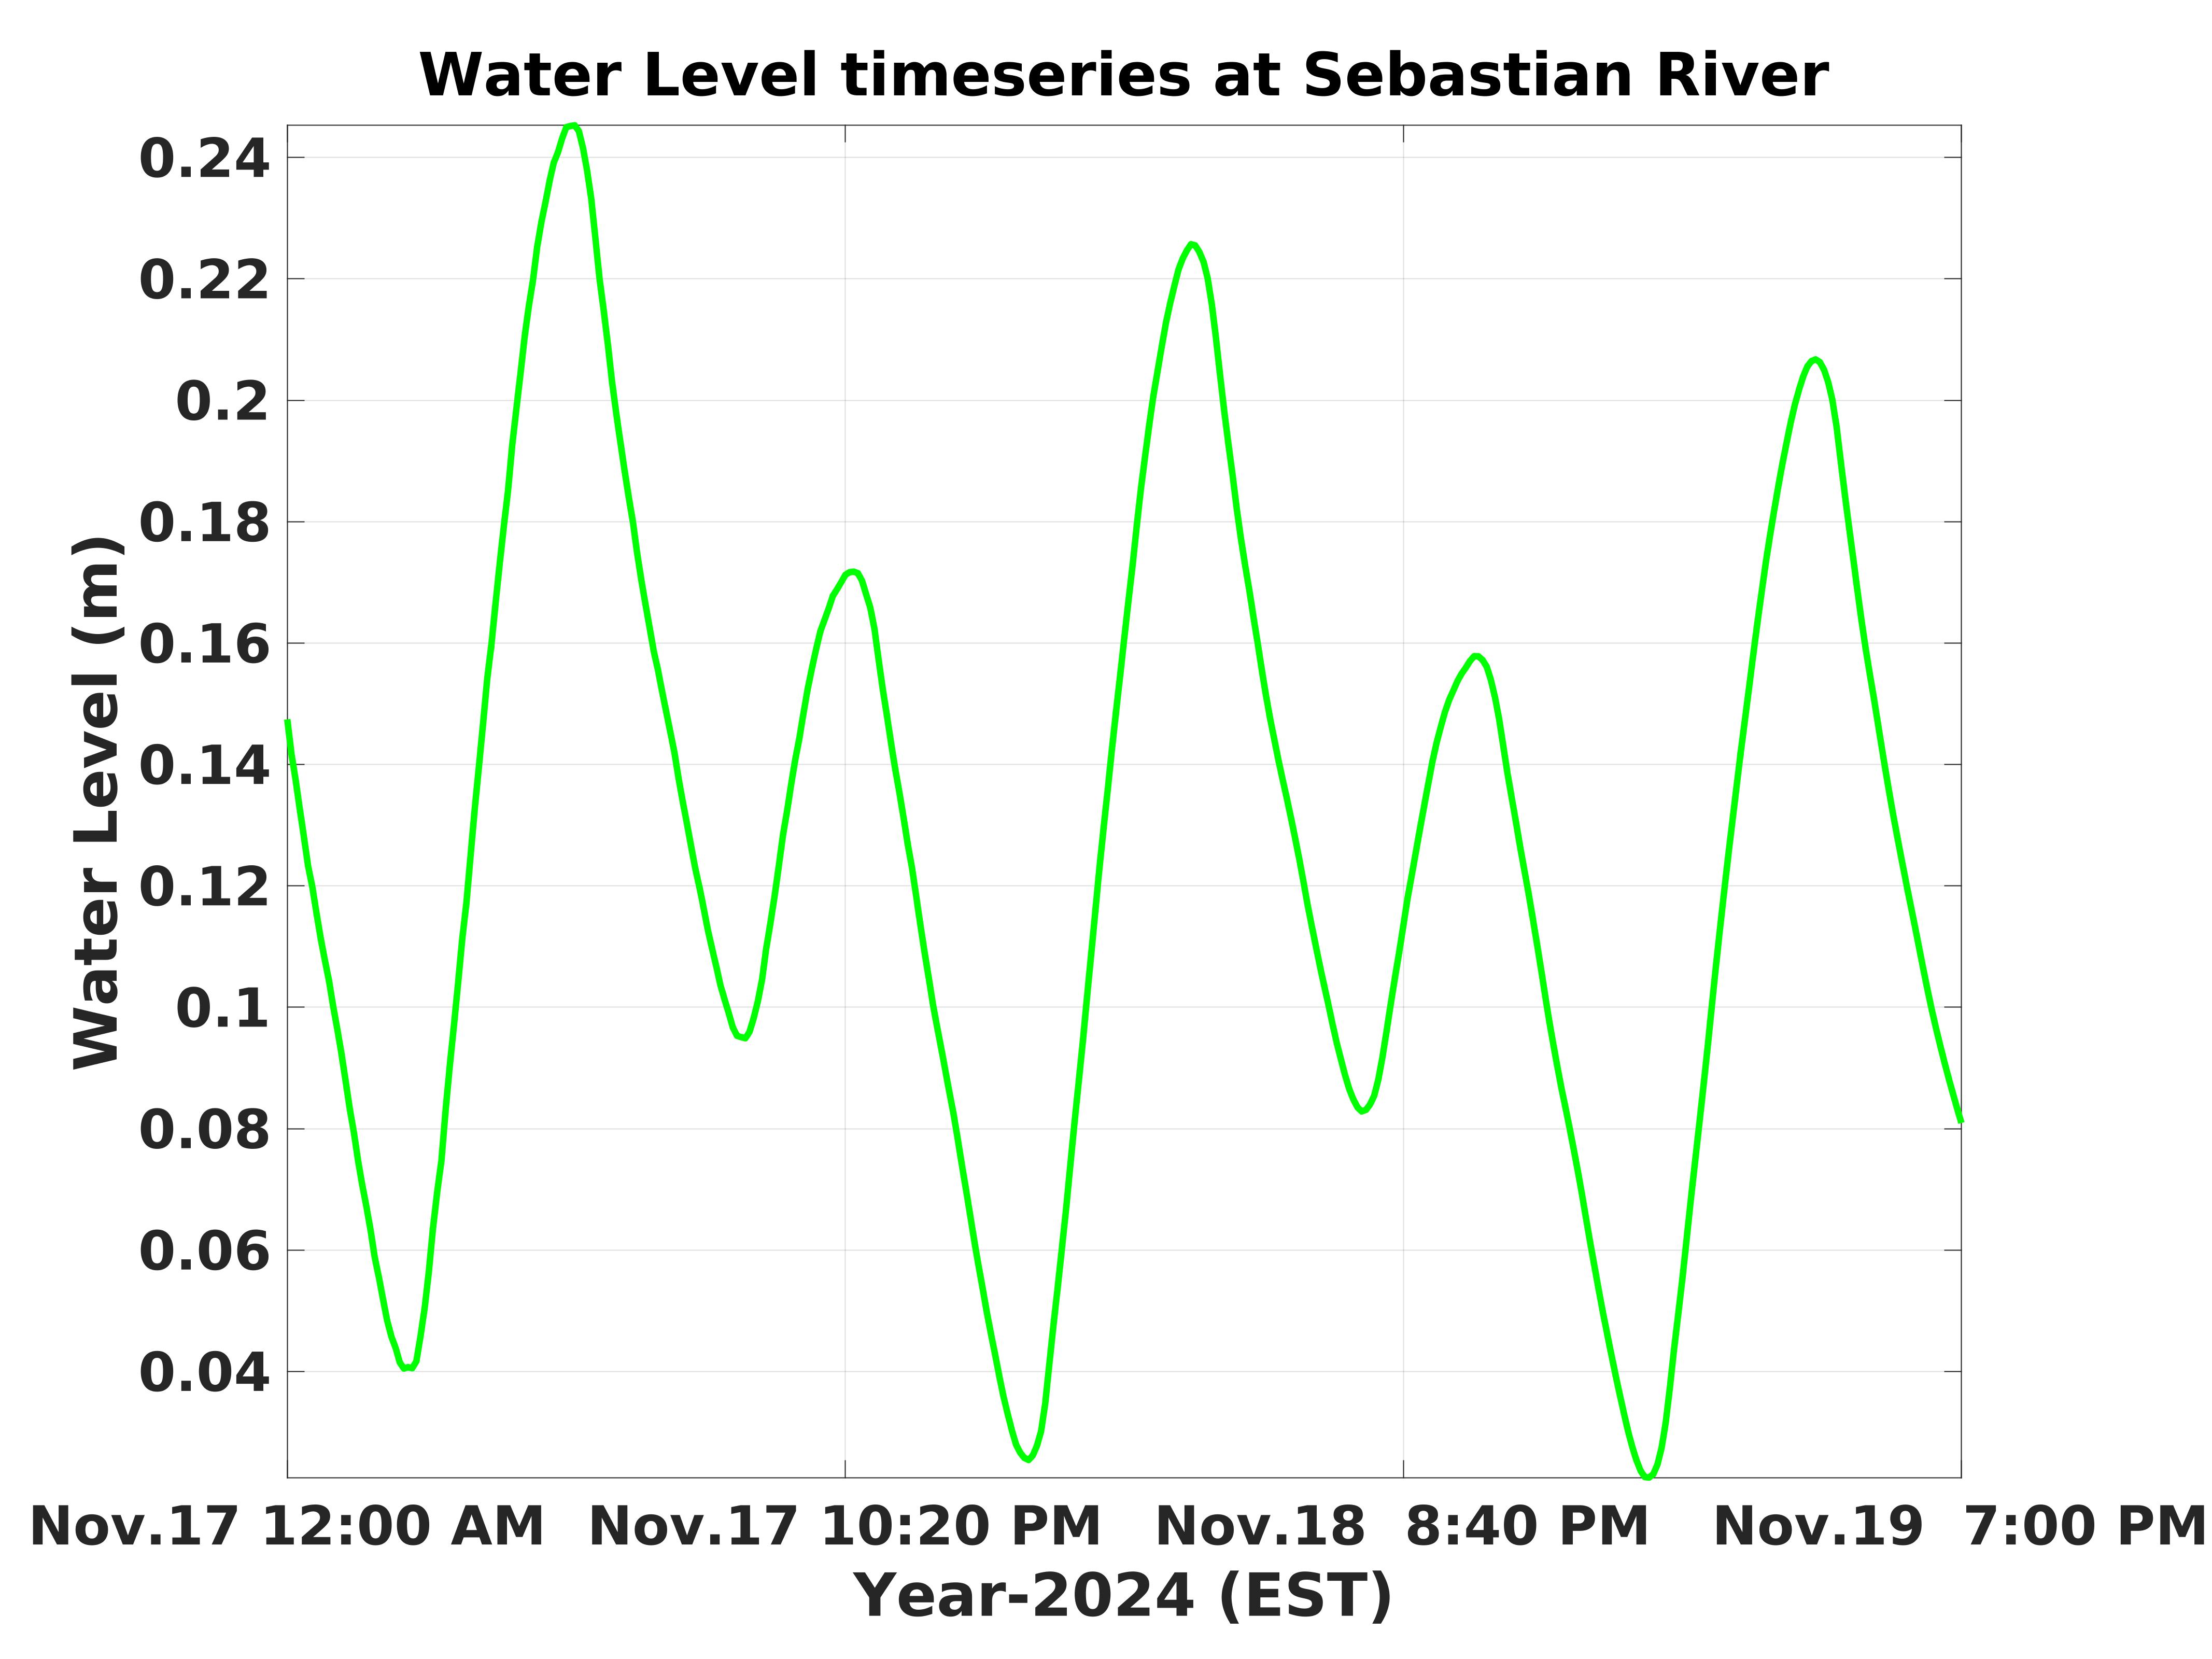 Water Level timeseries at Sebastian River
Water Level (m)
0.24
0.22
0.2
0.18
0.16
0.14
0.12
0.1
0.08
0.06
0.04
Nov.17 12:00 AM Nov.17 10:20 PM Nov.18 8:40 PM Nov.19 7:00 PM
Year-2024 (EST)